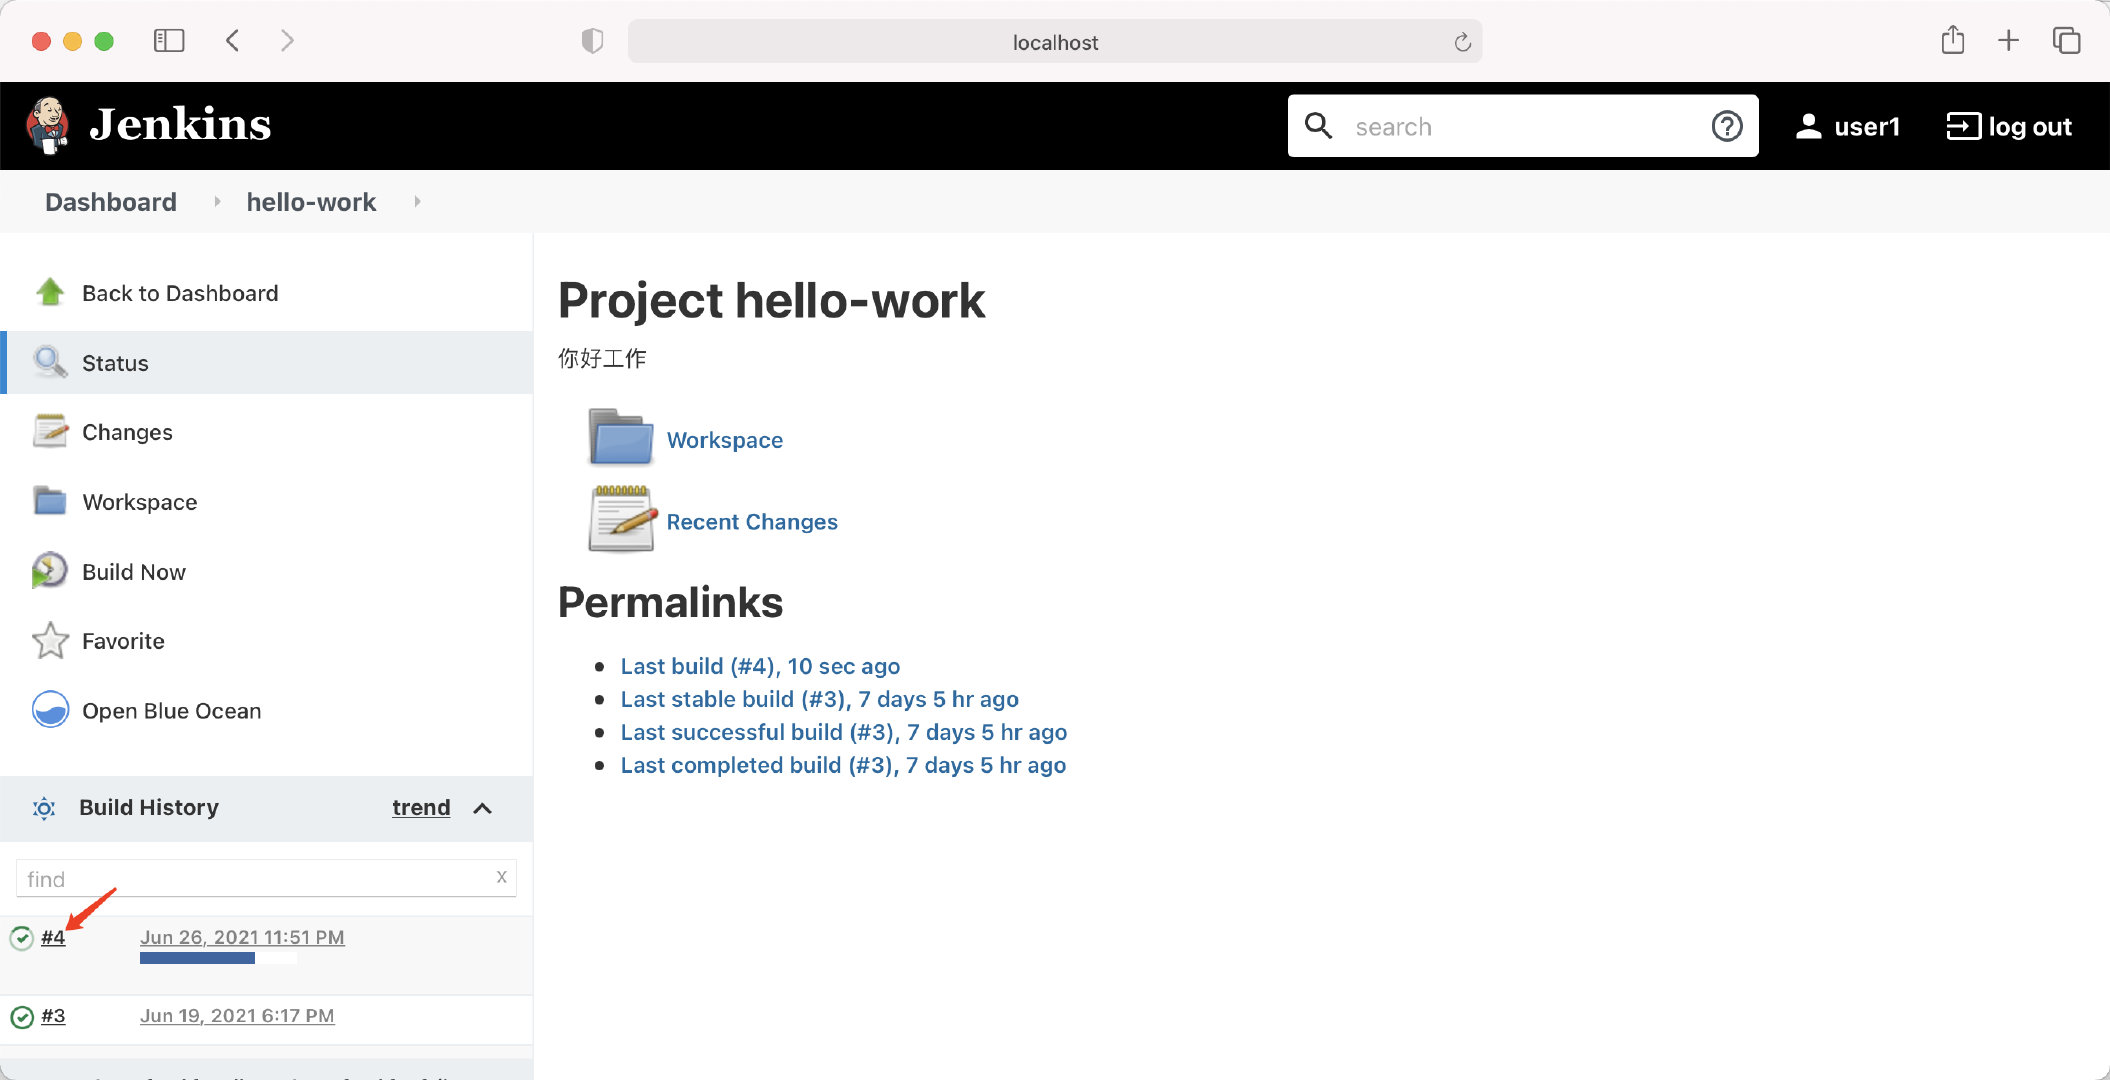 localhost
Jenkins
search
user1
log out
Dashboard
hello-work
Back to Dashboard
Status
Changes
Workspace
Build Now
Favorite
Open Blue Ocean
Build History
trend
find
x
#4
Jun 26, 2021 11:51 PM
#3
Jun 19, 2021 6:17 PM
Project hello-work
你好工作
Workspace
Recent Changes
Permalinks
Last build (#4), 10 sec ago
Last stable build (#3), 7 days 5 hr ago
Last successful build (#3), 7 days 5 hr ago
Last completed build (#3), 7 days 5 hr ago